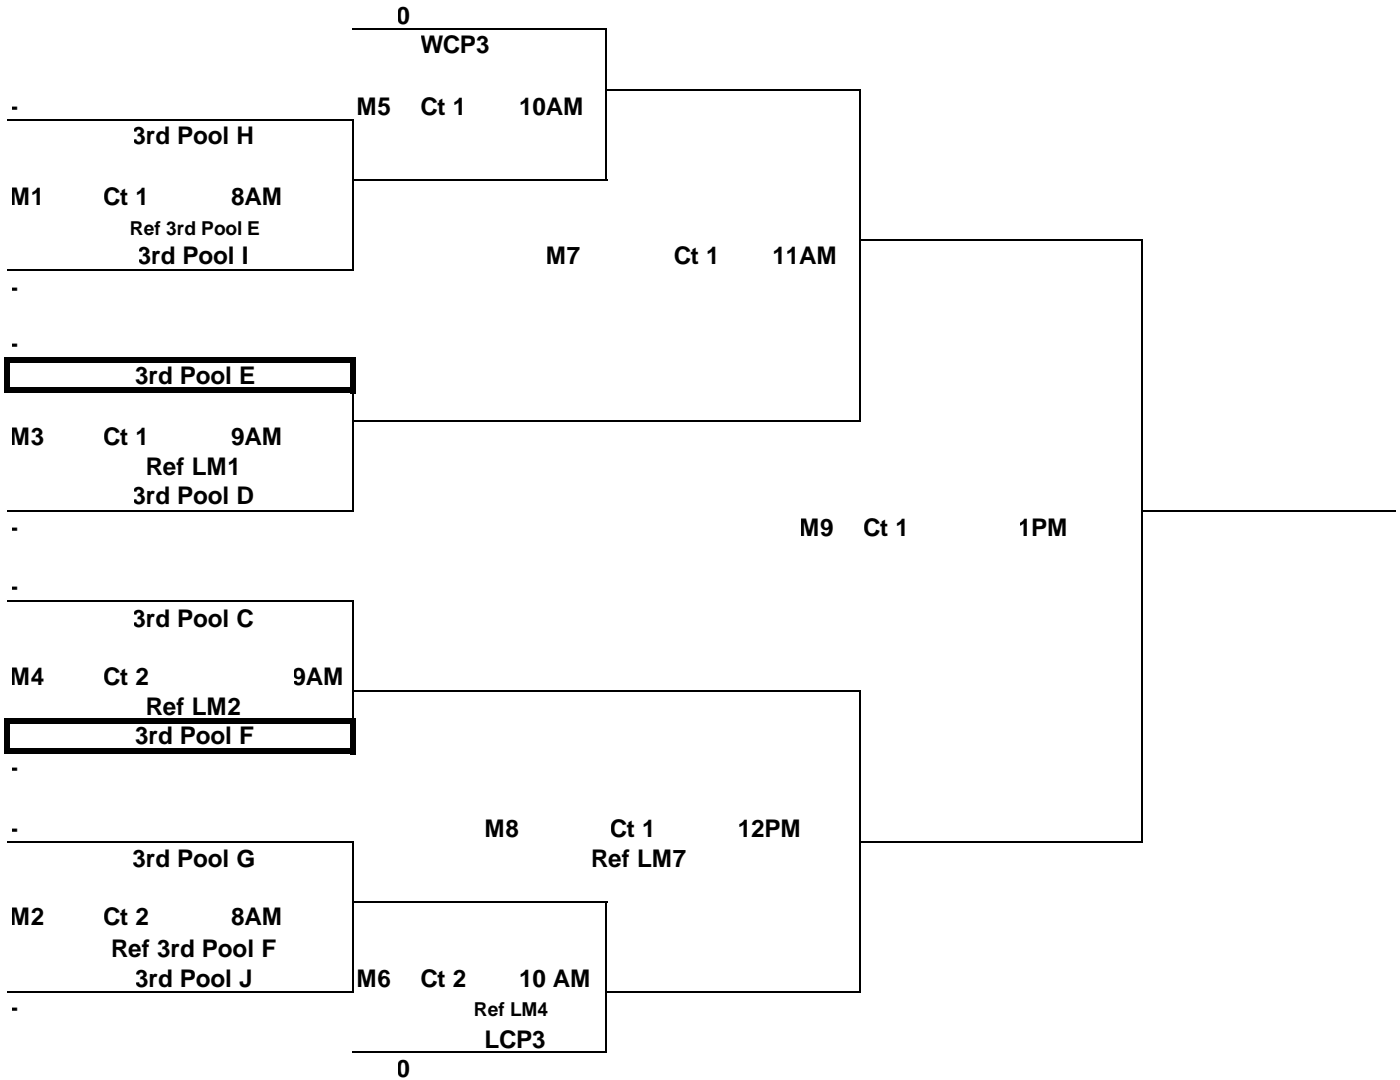 0
WCP3
-
M5 Ct 1 10AM
3rd Pool H
M1 Ct 1 8AM
Ref 3rd Pool E
3rd Pool I
M7 Ct 1 11AM
-
-
3rd Pool E
M3 Ct 1 9AM
Ref LM1
3rd Pool D
-
M9 Ct 1 1PM
-
3rd Pool C
M4 Ct 2 9AM
Ref LM2
3rd Pool F
-
-
M8 Ct 1 12PM
3rd Pool G
Ref LM7
M2 Ct 2 8AM
Ref 3rd Pool F
3rd Pool J
M6 Ct 2 10 AM
-
Ref LM4
LCP3
0